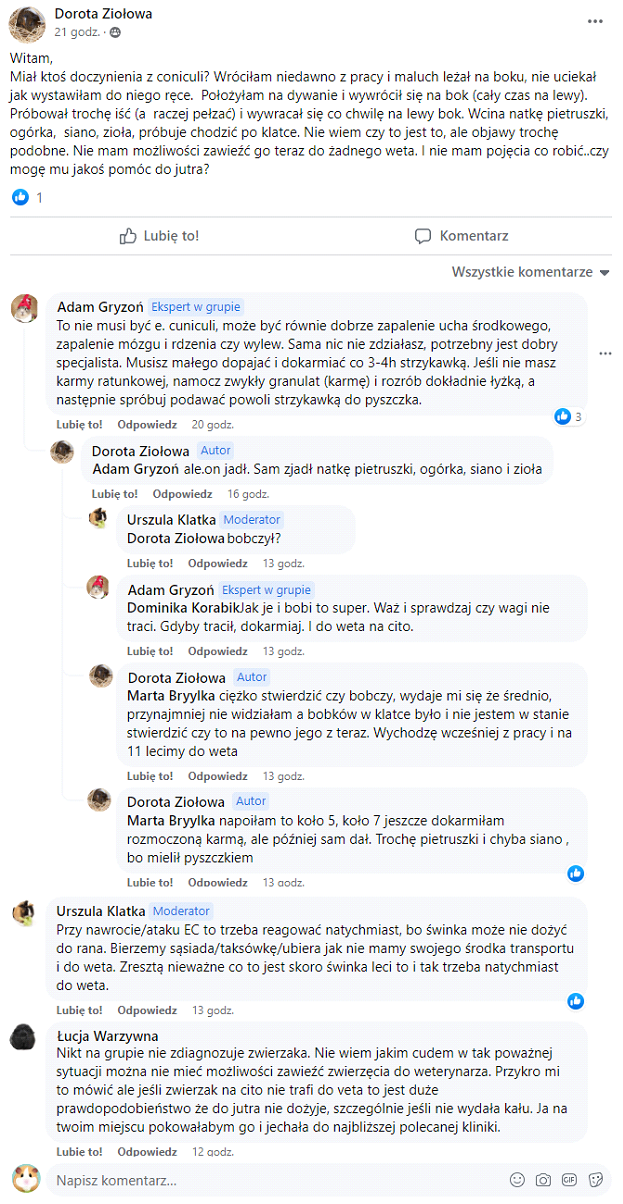 Dorota Ziołowa
21 godz. ·
Witam,
Miał ktoś doczynienia z coniculi? Wróciłam niedawno z pracy i maluch leżał na boku, nie uciekał
jak wystawiłam do niego ręce.  Położyłam na dywanie i wywrócił się na bok (cały czas na lewy).
Próbował trochę iść (a  raczej pełzać) i wywracał się co chwilę na lewy bok. Wcina natkę pietruszki,
ogórka,  siano, zioła, próbuje chodzić po klatce. Nie wiem czy to jest to, ale objawy trochę
podobne. Nie mam możliwości zawieźć go teraz do żadnego weta. I nie mam pojęcia co robić..czy
mogę mu jakoś pomóc do jutra?
1
Lubię to! Komentarz
Wszystkie komentarze
Adam Gryzoń Ekspert w grupie
To nie musi być e. cuniculi, może być równie dobrze zapalenie ucha środkowego,
zapalenie mózgu i rdzenia czy wylew. Sama nic nie zdziałasz, potrzebny jest dobry
specjalista. Musisz małego dopajać i dokarmiać co 3-4h strzykawką. Jeśli nie masz
karmy ratunkowej, namocz zwykły granulat (karmę) i rozrób dokładnie łyżką, a
następnie spróbuj podawać powoli strzykawką do pyszczka.
Lubię to! Odpowiedz 20 godz. 3
Dorota Ziołowa Autor
Adam Gryzoń ale.on jadł. Sam zjadł natkę pietruszki, ogórka, siano i zioła
Lubię to! Odpowiedz 16 godz.
Urszula Klatka Moderator
Dorota Ziołowa bobczył?
Lubię to! Odpowiedz 13 godz.
Adam Gryzoń Ekspert w grupie
Dominika KorabikJak je i bobi to super. Waż i sprawdzaj czy wagi nie
traci. Gdyby tracił, dokarmiaj. I do weta na cito.
Lubię to! Odpowiedz 13 godz.
Dorota Ziołowa Autor
Marta Bryylka ciężko stwierdzić czy bobczy, wydaje mi się że średnio,
przynajmniej nie widziałam a bobków w klatce było i nie jestem w stanie
stwierdzić czy to na pewno jego z teraz. Wychodzę wcześniej z pracy i na
11 lecimy do weta
Lubię to! Odpowiedz 13 godz.
Dorota Ziołowa Autor
Marta Bryylka napoiłam to koło 5, koło 7 jeszcze dokarmiłam
rozmoczoną karmą, ale później sam dał. Trochę pietruszki i chyba siano ,
bo mielił pyszczkiem
Lubię to! Odpowiedz 13 godz.
Urszula Klatka Moderator
Przy nawrocie/ataku EC to trzeba reagować natychmiast, bo świnka może nie dożyć
do rana. Bierzemy sąsiada/taksówkę/ubiera jak nie mamy swojego środka transportu
i do weta. Zresztą nieważne co to jest skoro świnka leci to i tak trzeba natychmiast
do weta.
Lubię to! Odpowiedz 13 godz.
Łucja Warzywna
Nikt na grupie nie zdiagnozuje zwierzaka. Nie wiem jakim cudem w tak poważnej
sytuacji można nie mieć możliwości zawieźć zwierzęcia do weterynarza. Przykro mi
to mówić ale jeśli zwierzak na cito nie trafi do veta to jest duże
prawdopodobieństwo że do jutra nie dożyje, szczególnie jeśli nie wydała kału. Ja na
twoim miejscu pokowałabym go i jechała do najbliższej polecanej kliniki.
Lubię to! Odpowiedz 12 godz.
Napisz komentarz...
GIF